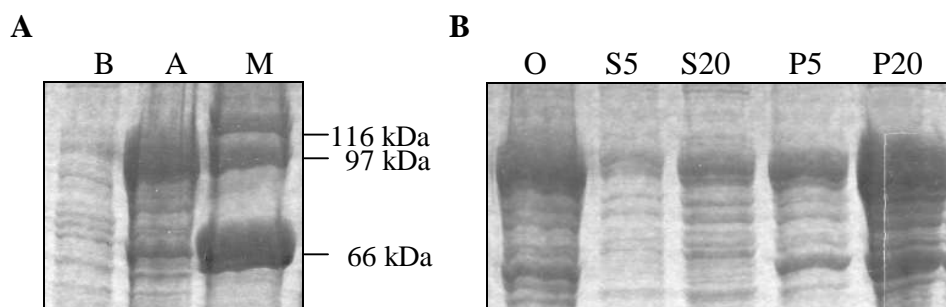 A B
B A M O S5 S20 P5 P20
116 kDa
97 kDa
66 kDa